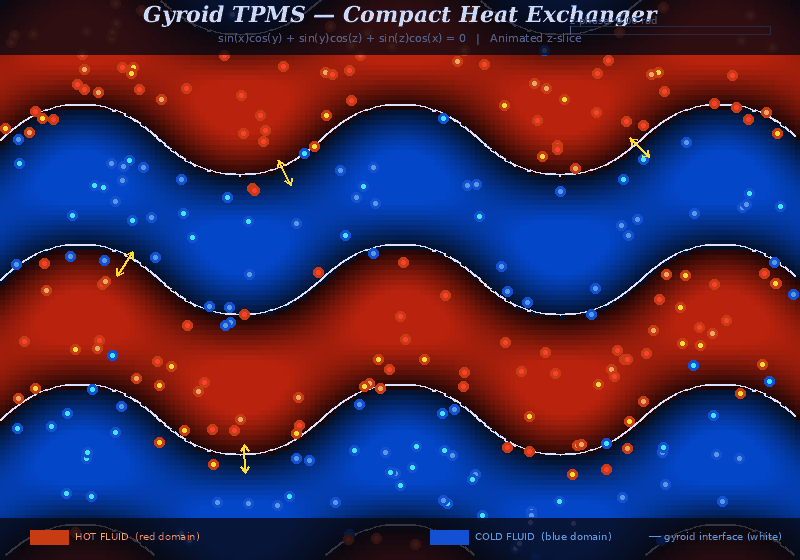 Gyroid TPMS — Compact Heat Exchanger
sin(x)cos(y) + sin(y)cos(z) + sin(z)cos(x) = 0 | Animated z-slice
HOT FLUID (red domain)
COLD FLUID (blue domain)
gyroid interface (white)